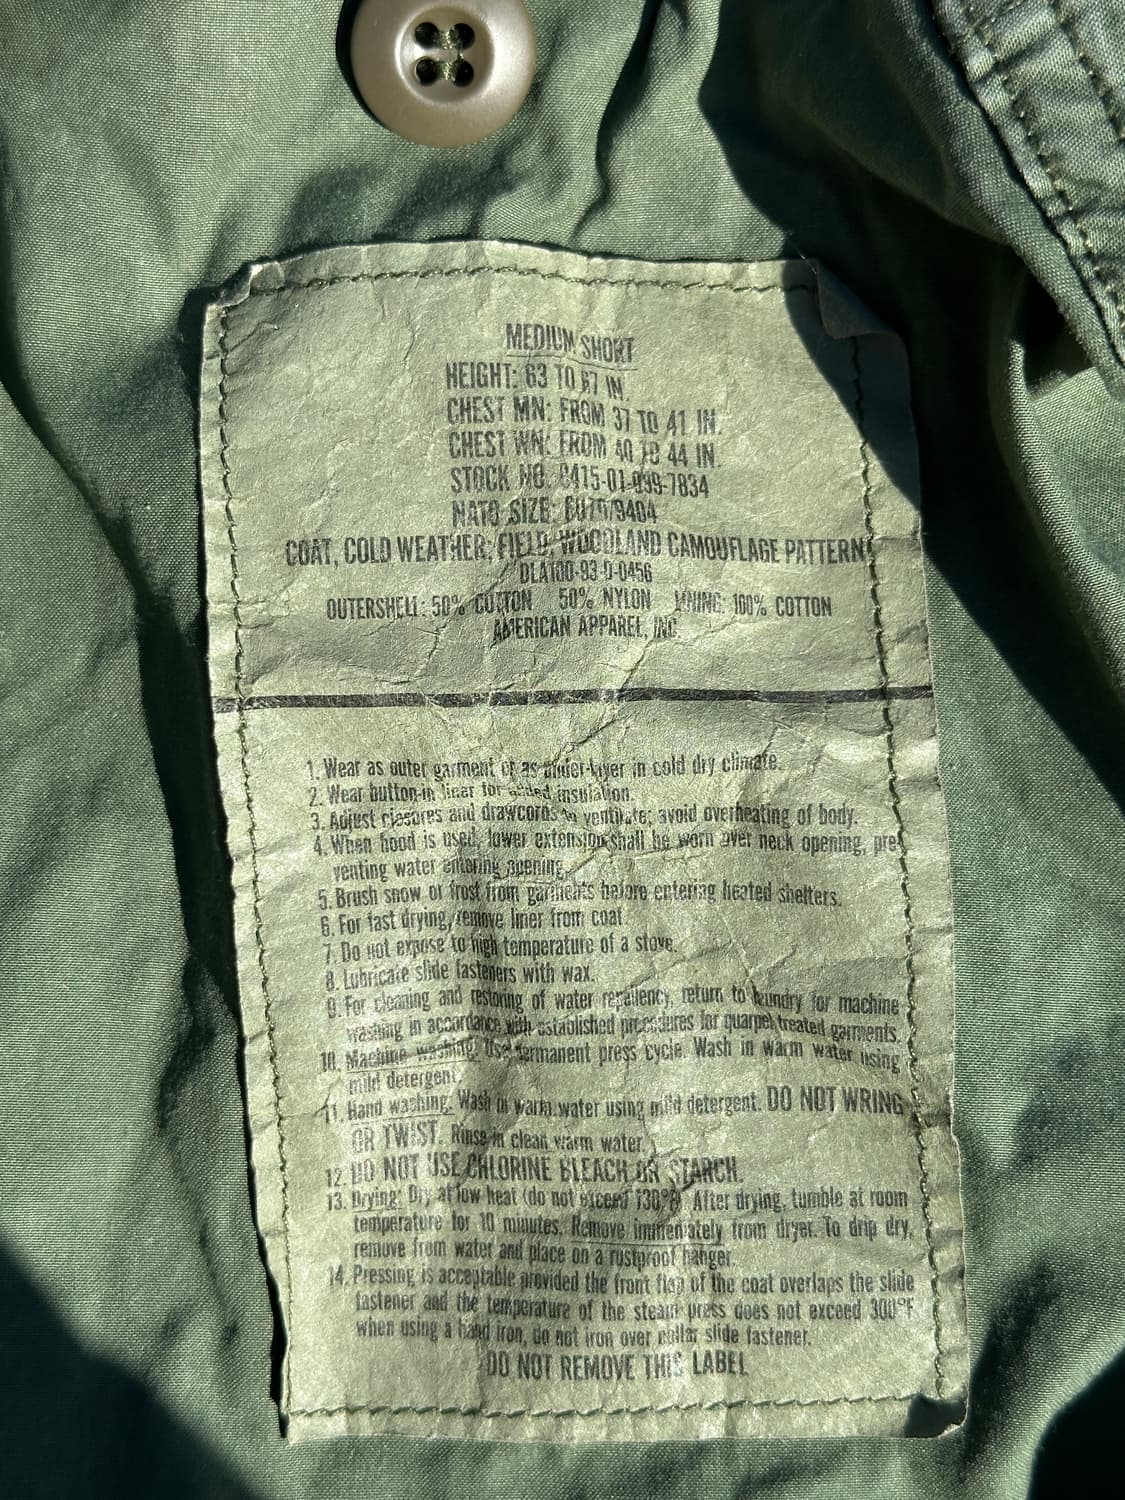 MEDIUM SHORT
HEIGHT: 63 TO 67 IN.
CHEST MN: FROM 37 TO 41 IN.
CHEST WN: FROM 40 TO 44 IN.
STOCK NO. 8415-01-099-7834
NATO SIZE: 6070/9404
COAT, COLD WEATHER; FIELD, WOODLAND CAMOUFLAGE PATTERN
DLA100-93-D-0456
OUTERSHELL: 50% COTTON 50% NYLON LINING: 100% COTTON
AMERICAN APPAREL, INC.
1. Wear as outer garment or as under-layer in cold dry climate.
2. Wear button-in liner for added insulation.
3. Adjust closures and drawcords to ventilate; avoid overheating of body.
4. When hood is used, lower extension shall be worn over neck opening, pre
venting water entering opening.
5. Brush snow or frost from garments before entering heated shelters.
6. For fast drying, remove liner from coat.
7. Do not expose to high temperature of a stove.
8. Lubricate slide fasteners with wax.
9. For cleaning and restoring of water repellency, return to laundry for machine
washing in accordance with established procedures for quarpel treated garments.
10. Machine washing: Use permanent press cycle. Wash in warm water using
mild detergent.
11. Hand washing: Wash in warm water using mild detergent. DO NOT WRING
OR TWIST. Rinse in clean warm water.
12. DO NOT USE CHLORINE BLEACH OR STARCH.
13. Drying: Dry at low heat (do not exceed 130°F). After drying, tumble at room
temperature for 10 minutes. Remove immediately from dryer. To drip dry,
remove from water and place on a rustproof hanger.
14. Pressing is acceptable provided the front flap of the coat overlaps the slide
fastener and the temperature of the steam press does not exceed 300°F
when using a hand iron, do not iron over collar slide fastener.
DO NOT REMOVE THIS LABEL